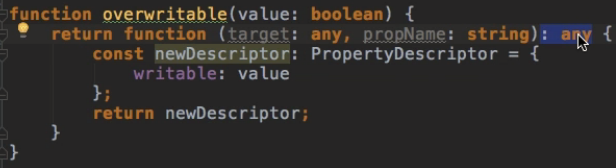 function overwritable(value: boolean) {
    return function (target: any, propName: string): any {
        const newDescriptor: PropertyDescriptor = {
            writable: value
        };
        return newDescriptor;
    }
}